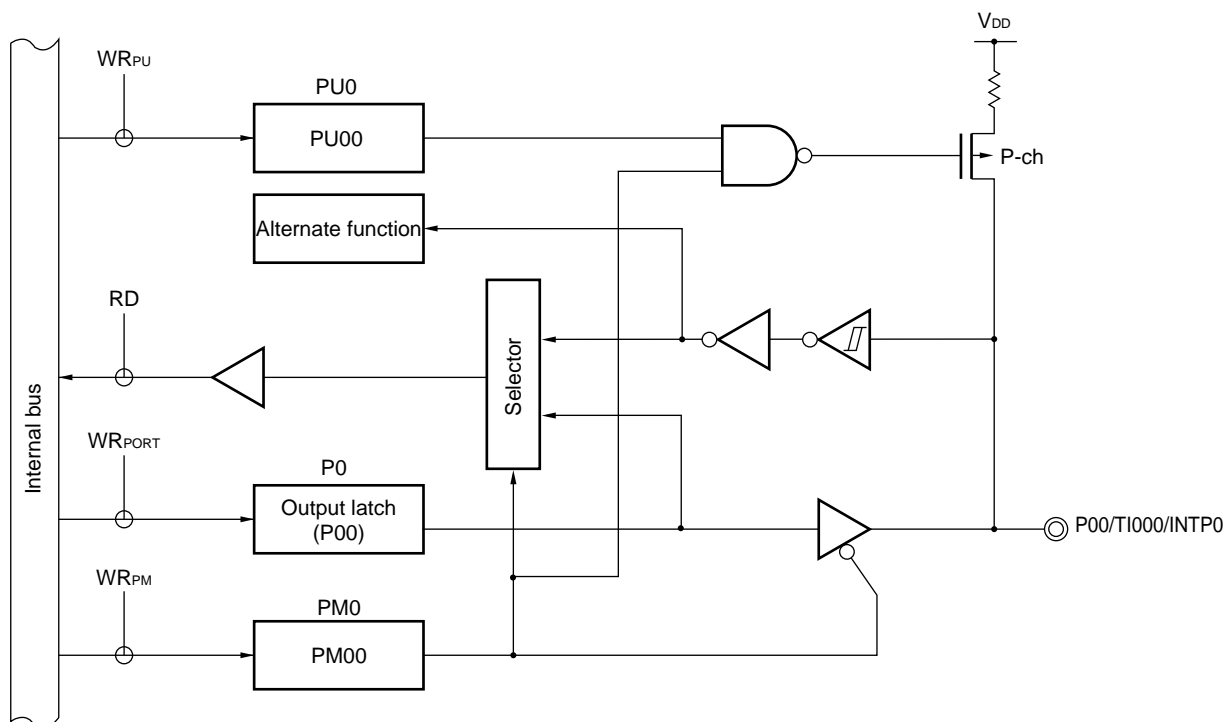 VDD
WRPU
PU0
PU00
P-ch
Alternate function
RD
Selector
Internal bus
WRPORT
P0
Output latch
(P00)
P00/TI000/INTP0
WRPM
PM0
PM00